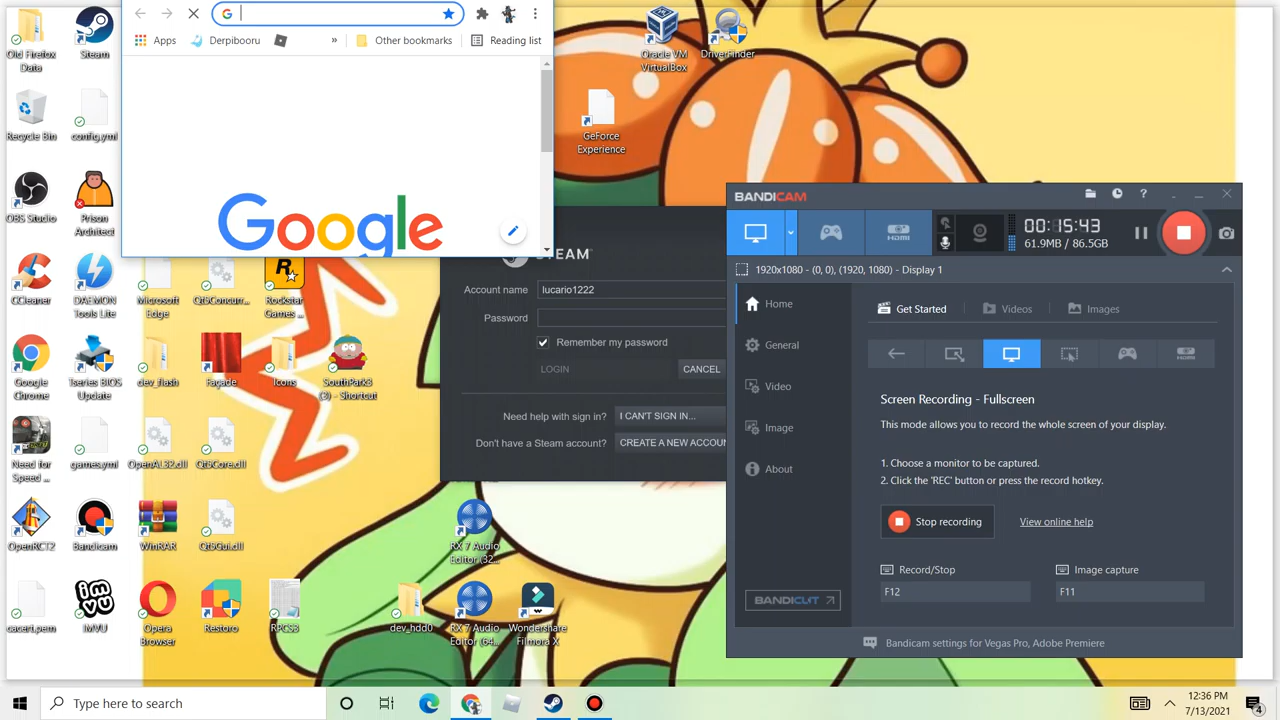 Old Firefox
Data
Steam
Recycle Bin
config.yml
OBS Studio
Prison
Architect
CCleaner
DAEMON
Tools Lite
Microsoft
Edge
Qt5Concurr...
Rockstar
Games ...
Google
Chrome
Tseries BIOS
Update
dev_flash
Façade
Icons
SouthPark3
(3) - Shortcut
Need for
Speed ...
games.yml
OpenAL32.dll
Qt5Core.dll
OpenRCT2
Bandicam
WinRAR
Qt5Gui.dll
RX 7 Audio
Editor (32...
cacert.pem
IMVU
Opera
Browser
Restoro
RPCS3
dev_hdd0
RX 7 Audio
Editor (64...
Wondershare
Filmora X
Oracle VM
VirtualBox
DriverFinder
GeForce
Experience
Apps
Derpibooru
»
Other bookmarks
Reading list
Google
STEAM™
Account name
lucario1222
Password
Remember my password
LOGIN
CANCEL
Need help with sign in?
I CAN'T SIGN IN...
Don't have a Steam account?
CREATE A NEW ACCOUN
BANDICAM
00:15:43
61.9MB / 86.5GB
1920x1080 - (0, 0), (1920, 1080) - Display 1
Home
General
Video
Image
About
BANDICUT
Get Started
Videos
Images
Screen Recording - Fullscreen
This mode allows you to record the whole screen of your display.
1. Choose a monitor to be captured.
2. Click the 'REC' button or press the record hotkey.
Stop recording
View online help
Record/Stop
F12
Image capture
F11
Bandicam settings for Vegas Pro, Adobe Premiere
Type here to search
12:36 PM
7/13/2021
4